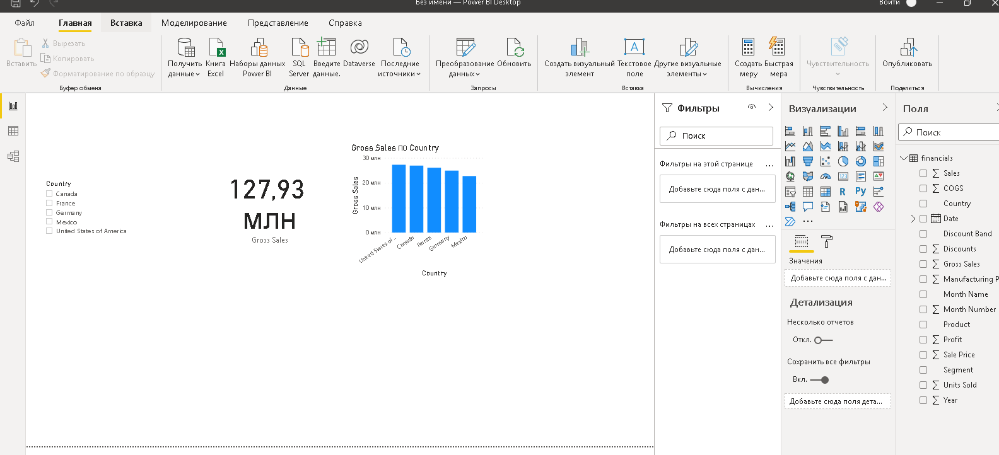 Без имени — Power BI Desktop
Войти
Файл
Главная
Вставка
Моделирование
Представление
Справка
Вставить
Вырезать
Копировать
Форматирование по образцу
Буфер обмена
Получить данные
Книга Excel
Наборы данных Power BI
SQL Server
Введите данные.
Dataverse
Последние источники
Данные
Преобразование данных
Обновить
Запросы
Создать визуальный элемент
Текстовое поле
Другие визуальные элементы
Вставка
Создать меру
Быстрая мера
Вычисления
Чувствительность
Чувствительность
Опубликовать
Поделиться
Country
Canada
France
Germany
Mexico
United States of America
127,93
МЛН
Gross Sales
Gross Sales по Country
Gross Sales
30 млн
20 млн
10 млн
0 млн
United States of ...
Canada
France
Germany
Mexico
Country
Фильтры
Поиск
Фильтры на этой странице ...
Добавьте сюда поля с дан...
Фильтры на всех страницах ...
Добавьте сюда поля с дан...
Визуализации
123
R
Py
...
Значения
Добавьте сюда поля с дан...
Детализация
Несколько отчетов
Откл.
Сохранить все фильтры
Вкл.
Добавьте сюда поля дета...
Поля
Поиск
financials
Sales
COGS
Country
Date
Discount Band
Discounts
Gross Sales
Manufacturing P
Month Name
Month Number
Product
Profit
Sale Price
Segment
Units Sold
Year